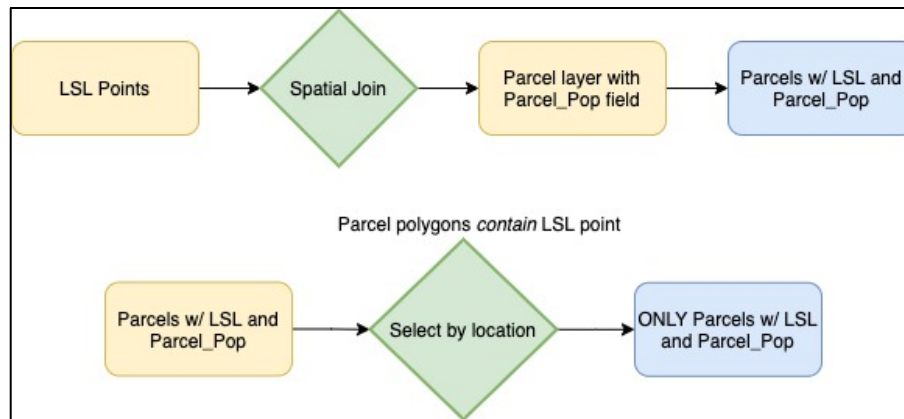 LSL Points
Spatial Join
Parcel layer with
Parcel_Pop field
Parcels w/ LSL and
Parcel_Pop
Parcel polygons contain LSL point
Parcels w/ LSL and
Parcel_Pop
Select by location
ONLY Parcels w/ LSL
and Parcel_Pop